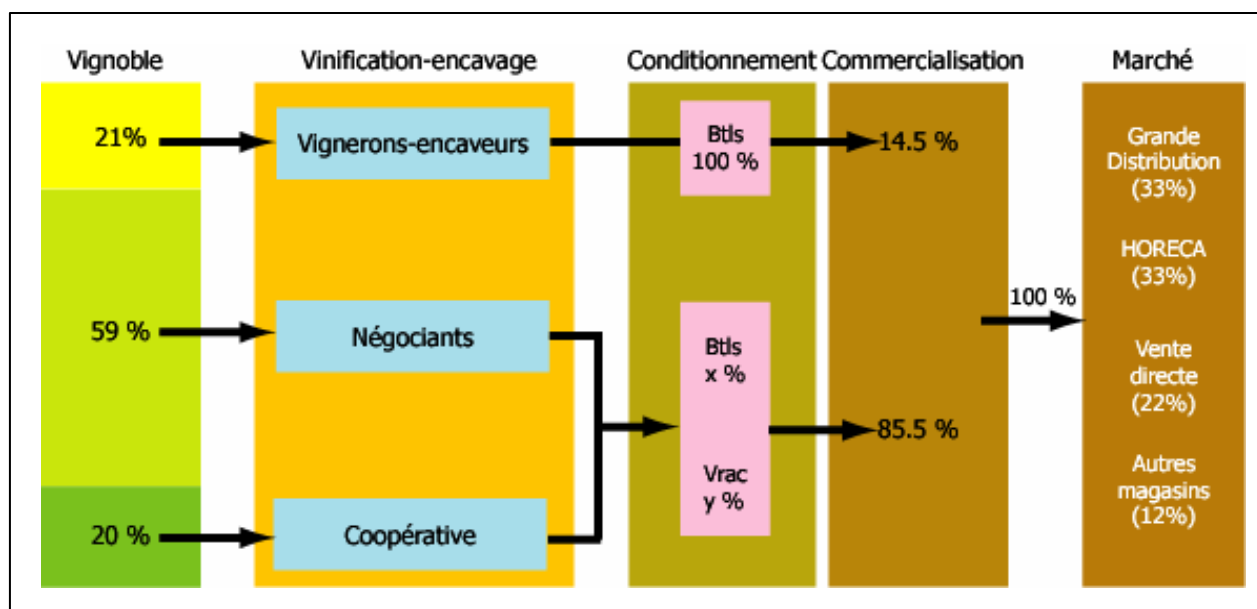 Vignoble
Vinification-encavage
Conditionnement
Commercialisation
Marché
21%
Vignerons-encaveurs
Btls
100 %
14.5 %
59 %
Négociants
Btls
x %
Vrac
y %
85.5 %
20 %
Coopérative
100 %
Grande
Distribution
(33%)
HORECA
(33%)
Vente
directe
(22%)
Autres
magasins
(12%)